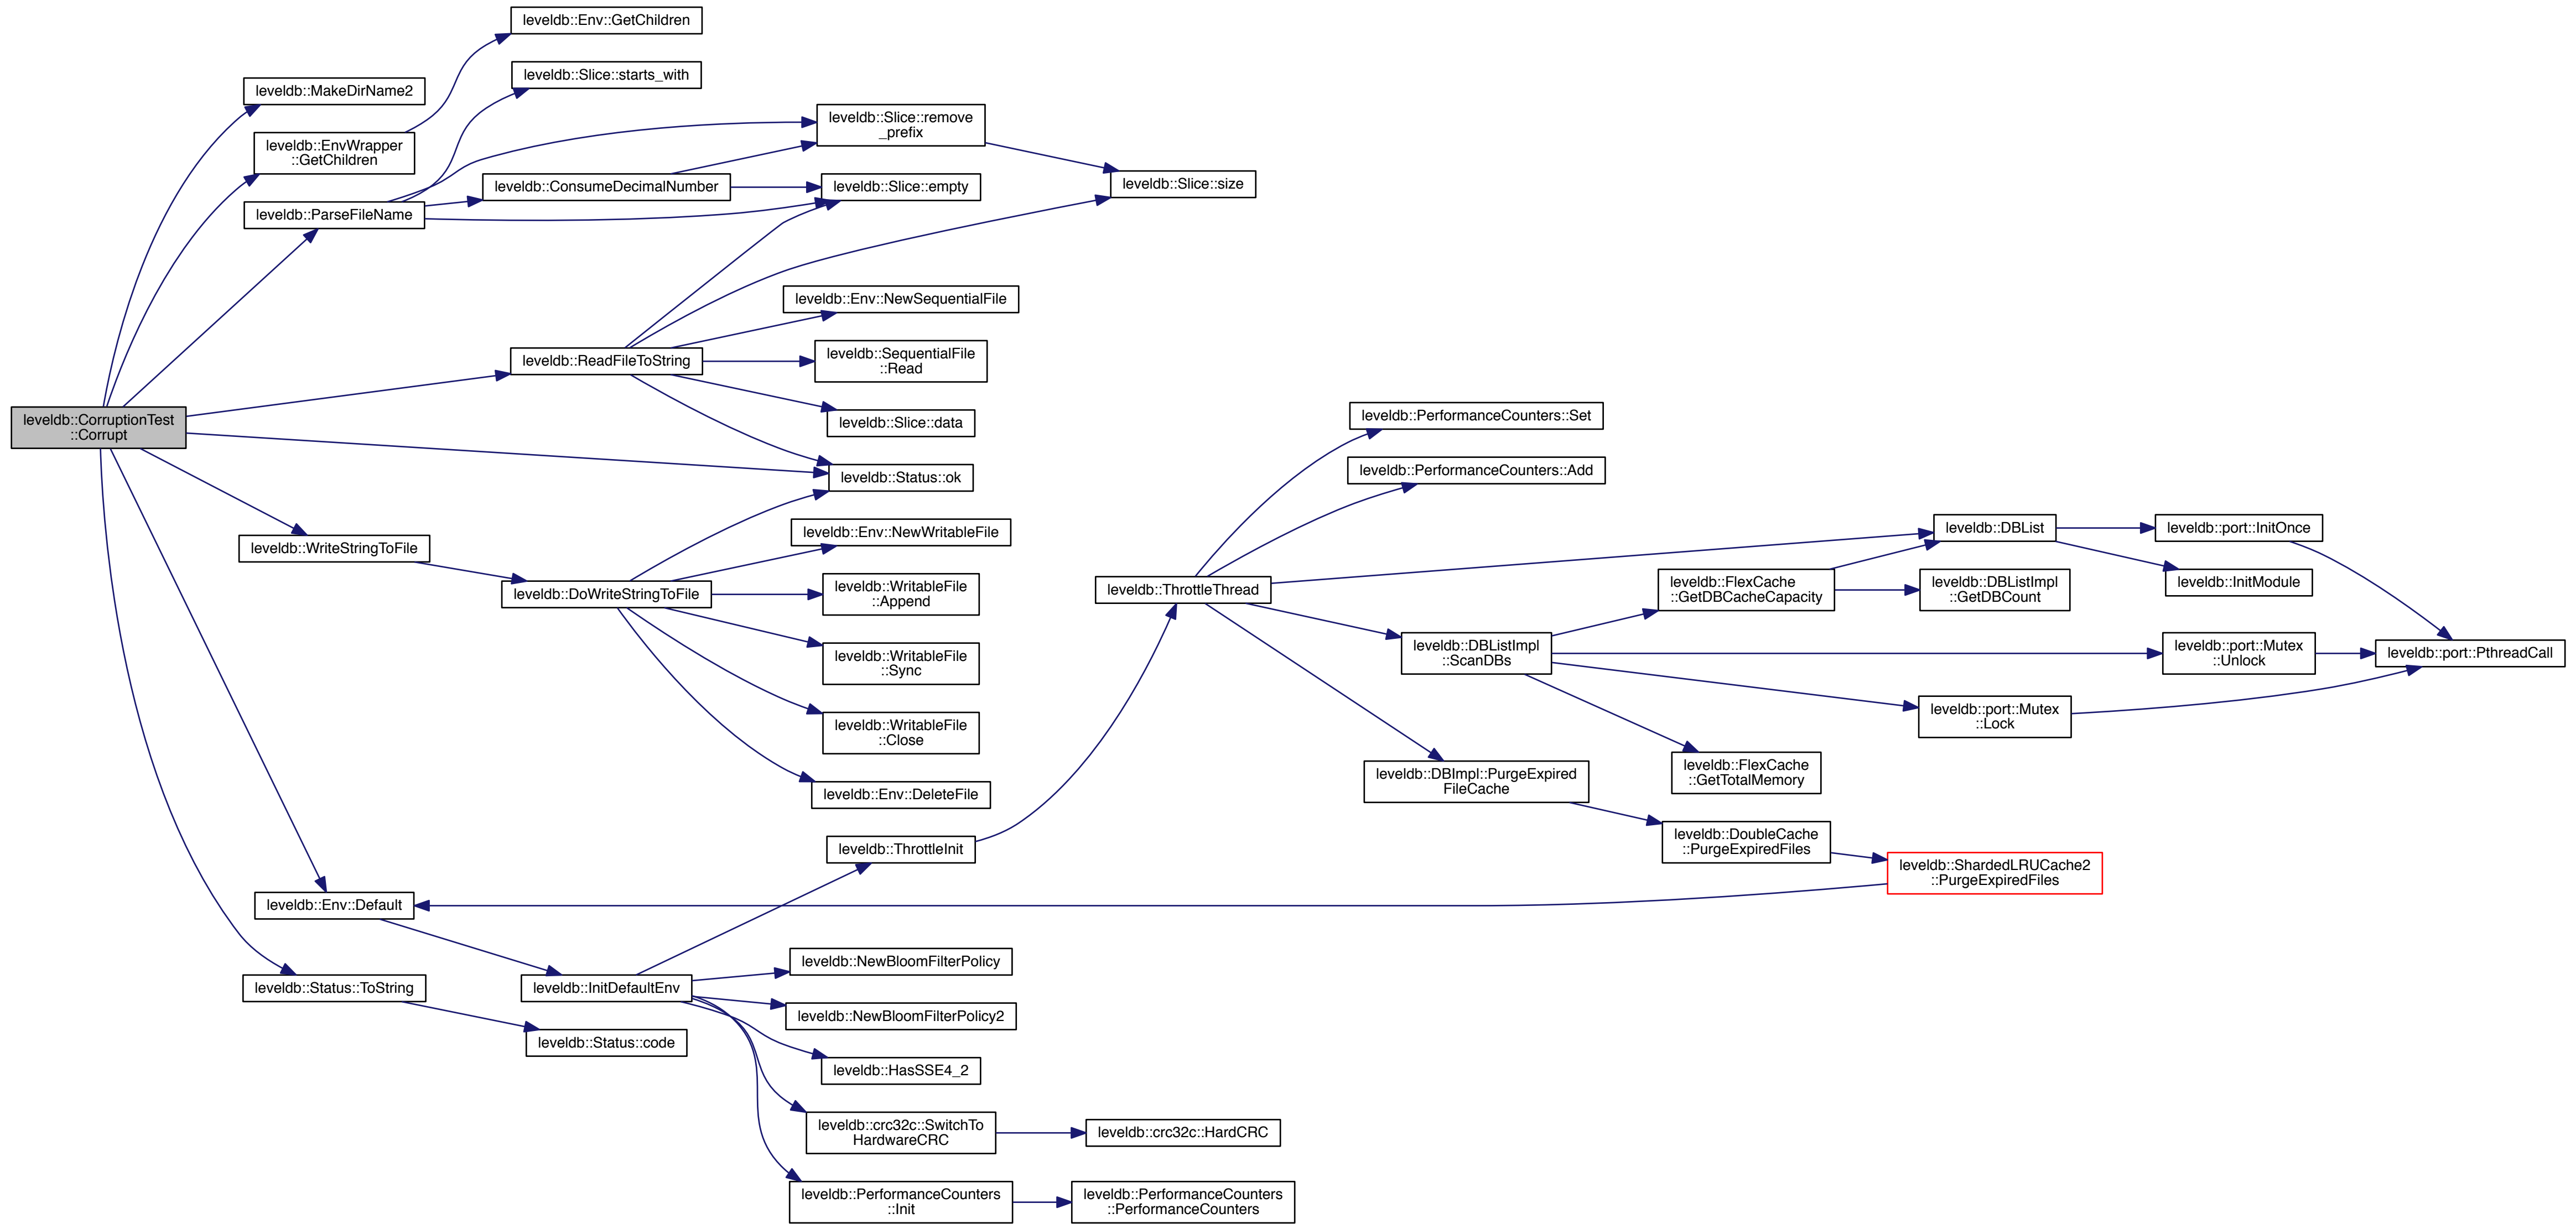 leveldb::CorruptionTest
::Corrupt
leveldb::MakeDirName2
leveldb::EnvWrapper
::GetChildren
leveldb::ParseFileName
leveldb::WriteStringToFile
leveldb::Env::Default
leveldb::Status::ToString
leveldb::Env::GetChildren
leveldb::Slice::starts_with
leveldb::ConsumeDecimalNumber
leveldb::ReadFileToString
leveldb::DoWriteStringToFile
leveldb::InitDefaultEnv
leveldb::Status::code
leveldb::Slice::remove
_prefix
leveldb::Slice::empty
leveldb::Env::NewSequentialFile
leveldb::SequentialFile
::Read
leveldb::Slice::data
leveldb::Status::ok
leveldb::Env::NewWritableFile
leveldb::WritableFile
::Append
leveldb::WritableFile
::Sync
leveldb::WritableFile
::Close
leveldb::Env::DeleteFile
leveldb::ThrottleInit
leveldb::NewBloomFilterPolicy
leveldb::NewBloomFilterPolicy2
leveldb::HasSSE4_2
leveldb::crc32c::SwitchTo
HardwareCRC
leveldb::PerformanceCounters
::Init
leveldb::Slice::size
leveldb::ThrottleThread
leveldb::crc32c::HardCRC
leveldb::PerformanceCounters
::PerformanceCounters
leveldb::PerformanceCounters::Set
leveldb::PerformanceCounters::Add
leveldb::DBListImpl
::ScanDBs
leveldb::DBImpl::PurgeExpired
FileCache
leveldb::FlexCache
::GetDBCacheCapacity
leveldb::FlexCache
::GetTotalMemory
leveldb::DoubleCache
::PurgeExpiredFiles
leveldb::DBList
leveldb::DBListImpl
::GetDBCount
leveldb::port::Mutex
::Lock
leveldb::ShardedLRUCache2
::PurgeExpiredFiles
leveldb::port::InitOnce
leveldb::InitModule
leveldb::port::Mutex
::Unlock
leveldb::port::PthreadCall